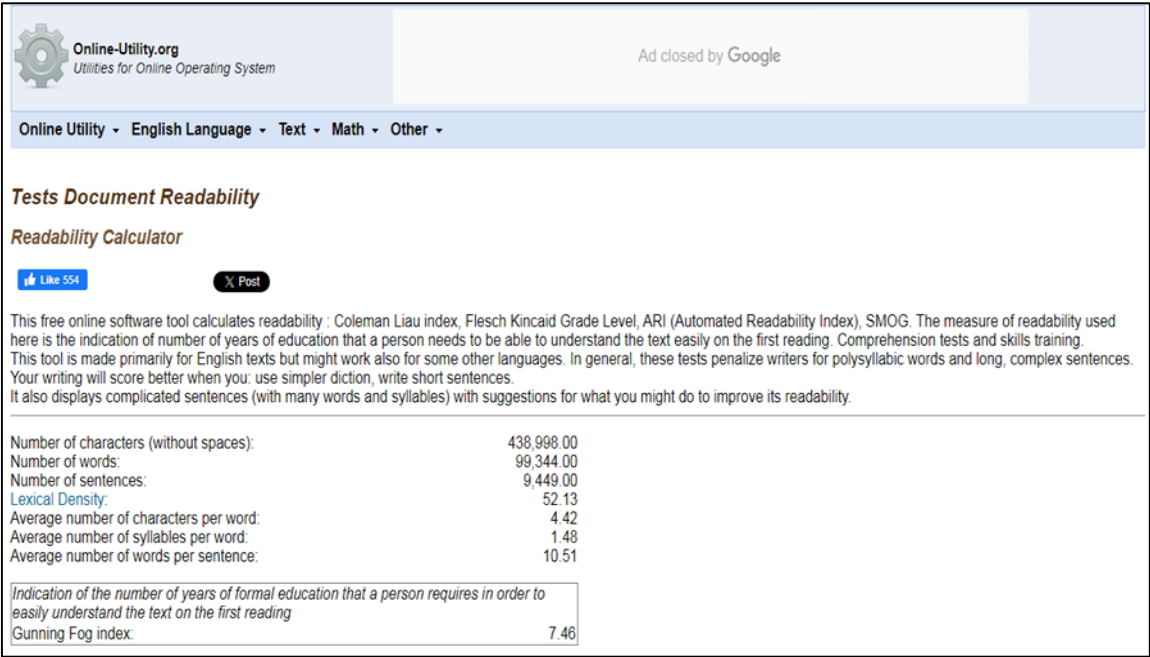 Online-Utility.org
Utilities for Online Operating System
Ad closed by Google
Online Utility English Language Text Math Other
Tests Document Readability
Readability Calculator
Like 554
X Post
This free online software tool calculates readability : Coleman Liau index, Flesch Kincaid Grade Level, ARI (Automated Readability Index), SMOG. The measure of readability used
here is the indication of number of years of education that a person needs to be able to understand the text easily on the first reading. Comprehension tests and skills training.
This tool is made primarily for English texts but might work also for some other languages. In general, these tests penalize writers for polysyllabic words and long, complex sentences.
Your writing will score better when you: use simpler diction, write short sentences.
It also displays complicated sentences (with many words and syllables) with suggestions for what you might do to improve its readability.
Number of characters (without spaces): 438,998.00
Number of words: 99,344.00
Number of sentences: 9,449.00
Lexical Density: 52.13
Average number of characters per word: 4.42
Average number of syllables per word: 1.48
Average number of words per sentence: 10.51
Indication of the number of years of formal education that a person requires in order to
easily understand the text on the first reading
Gunning Fog index: 7.46